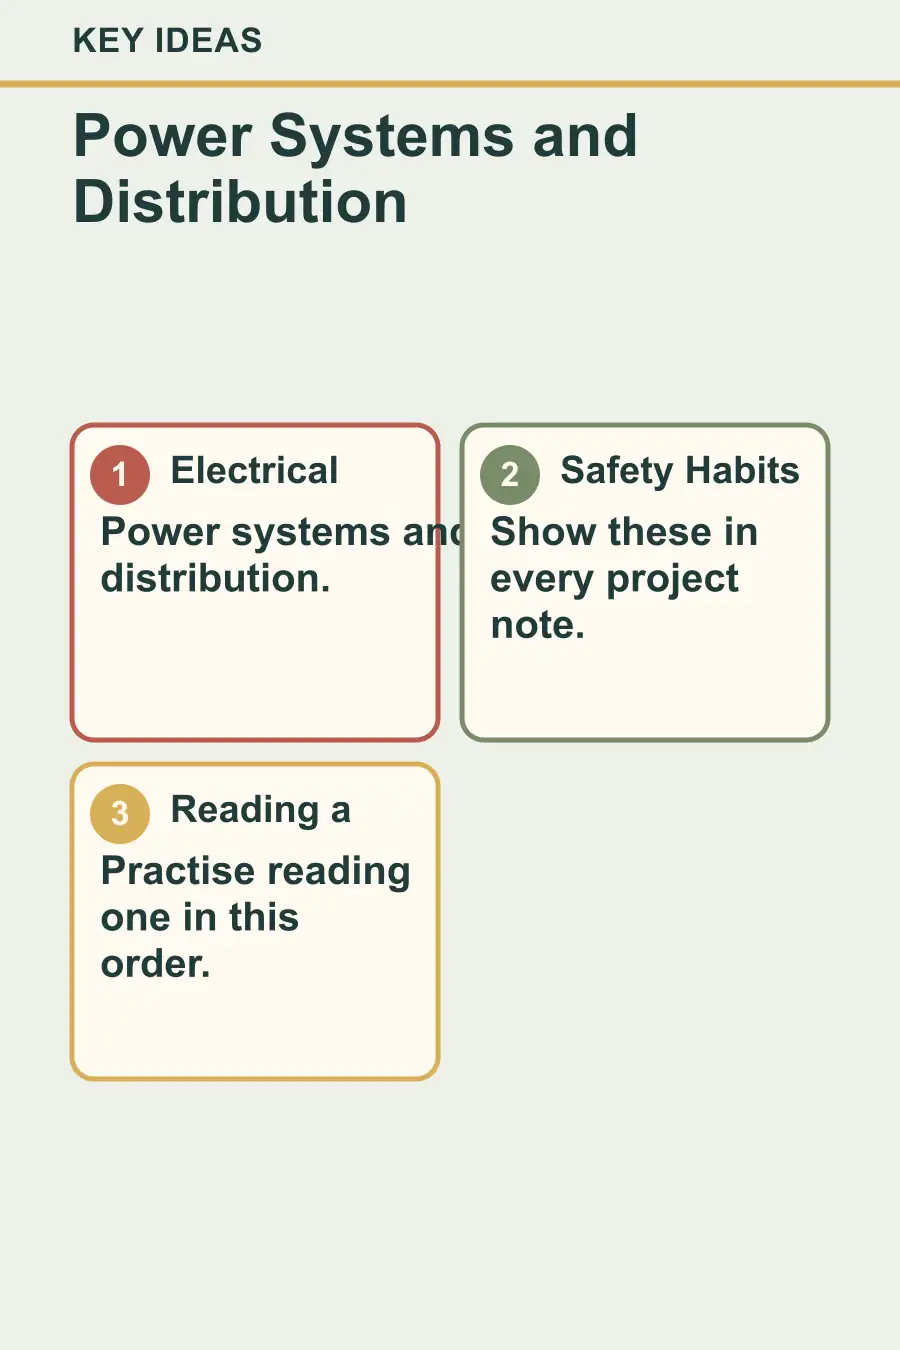 KEY IDEAS
Power Systems and
Distribution
1 Electrical
Power systems and
distribution.
2 Safety Habits
Show these in
every project
note.
3 Reading a
Practise reading
one in this
order.